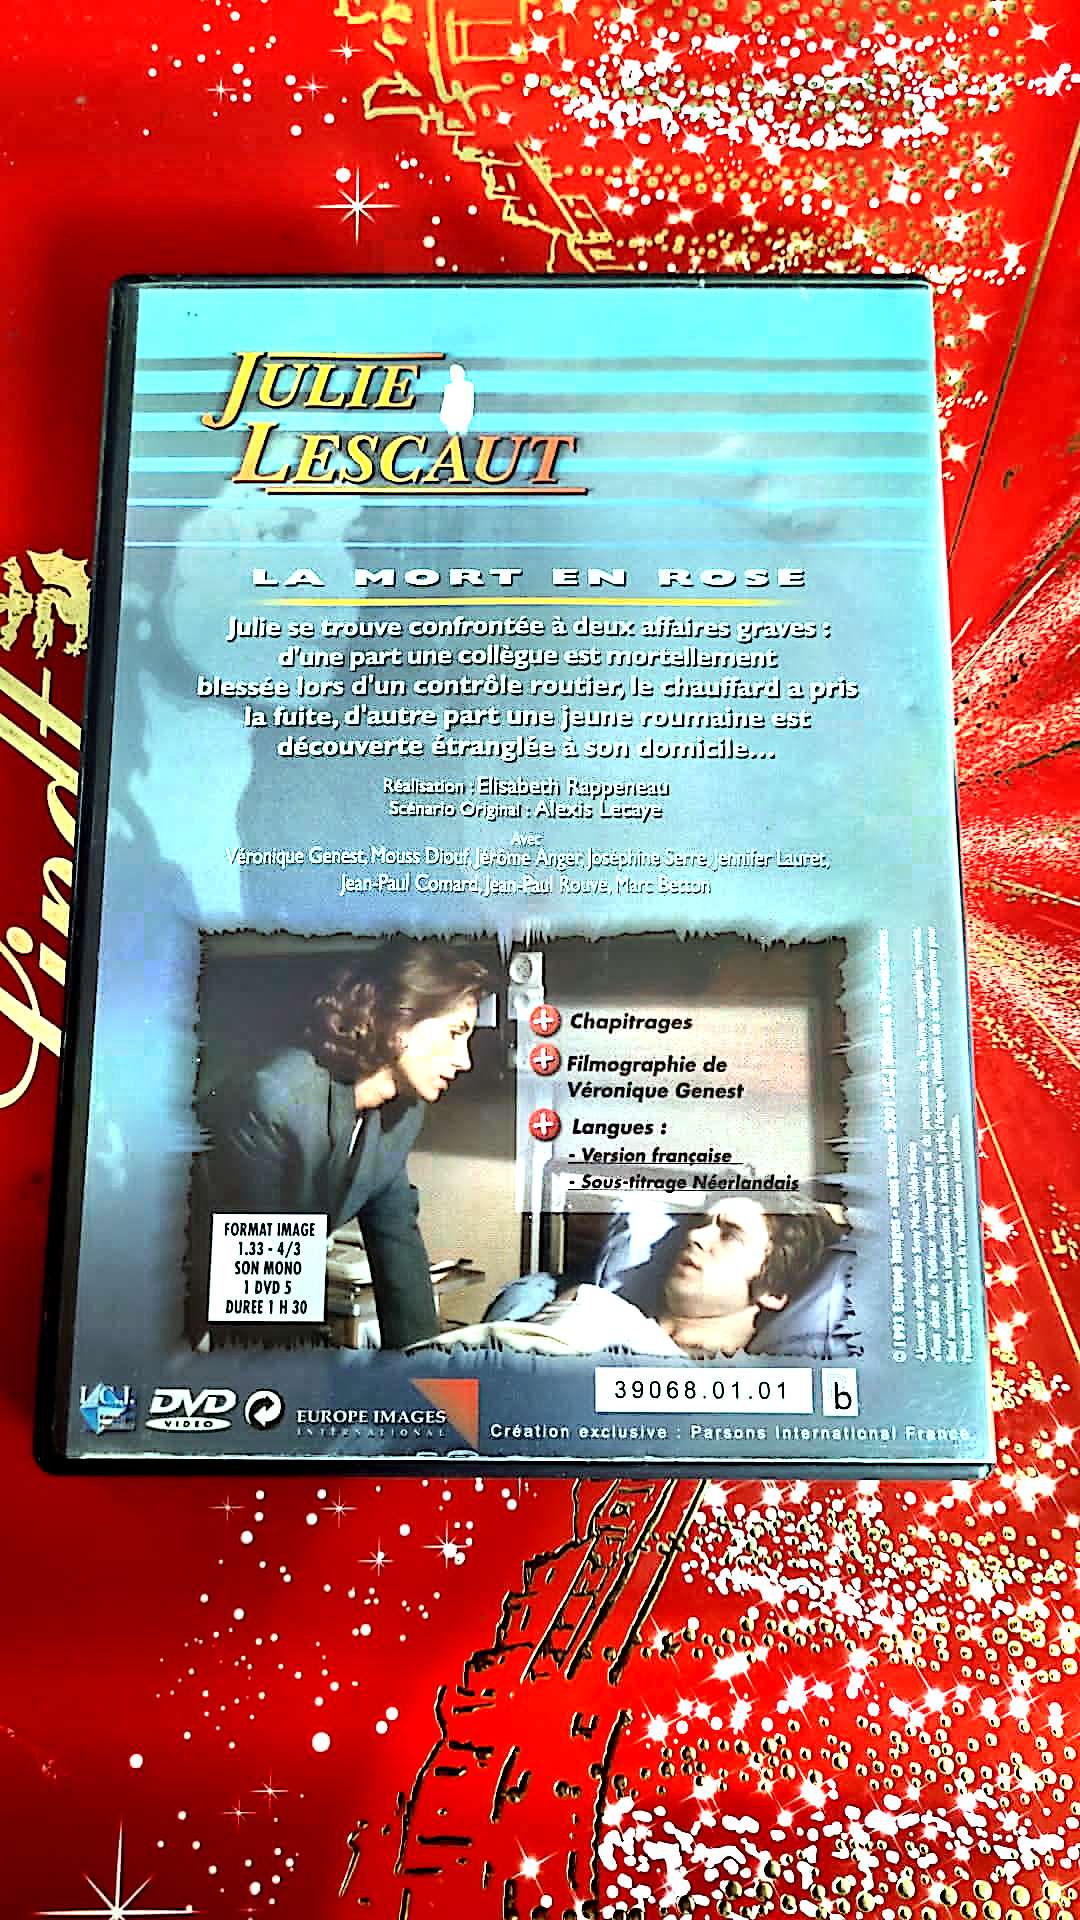 JULIE
LESCAUT
LA MORT EN ROSE
Julie se trouve confrontée à deux affaires graves :
d'une part une collègue est mortellement
blessée lors d'un contrôle routier, le chauffard a pris
la fuite, d'autre part une jeune roumaine est
découverte étranglée à son domicile...
Réalisation : Elisabeth Rappeneau
Scénario Original : Alexis Lecaye
Avec
Véronique Genest, Mouss Diouf, Jérôme Anger, Joséphine Serre, Jennifer Lauret,
Jean-Paul Comard, Jean-Paul Rouve, Marc Betton
Chapitrages
Filmographie de
Véronique Genest
Langues :
- Version française
- Sous-titrage Néerlandais
FORMAT IMAGE
1.33 - 4/3
SON MONO
1 DVD 5
DUREE 1 H 30
L.C.J.
DVD
VIDEO
EUROPE IMAGES
INTERNATIONAL
39068.01.01
b
Création exclusive : Parsons International France
Lindt